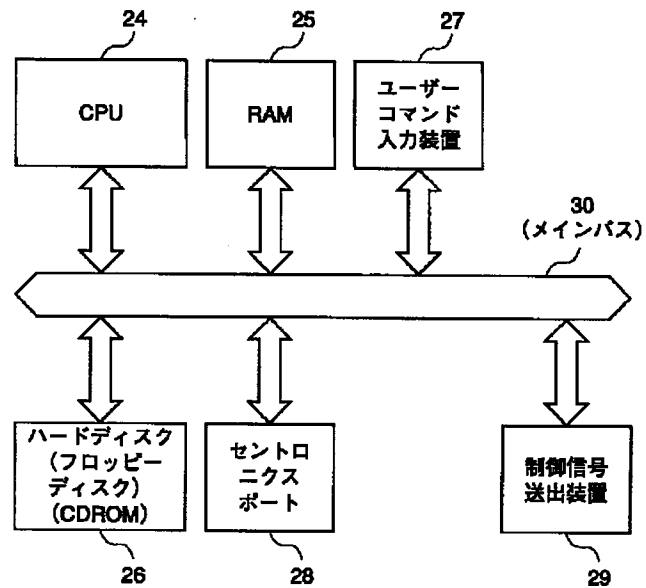 24
25
27
CPU
RAM
ユーザー
コマンド
入力装置
30
(メインバス)
ハードディスク
(フロッピー
ディスク)
(CDROM)
セントロ
ニクス
ポート
制御信号
送出装置
26
28
29